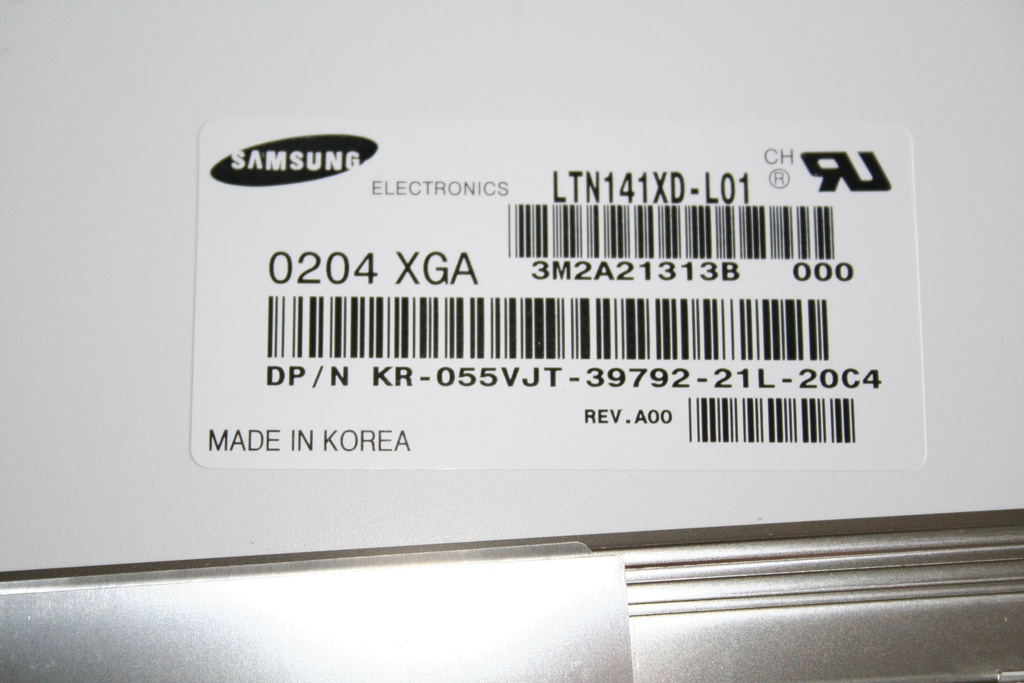 SAMSUNG
ELECTRONICS LTN141XD-L01 CH ® RU
0204 XGA 3M2A21313B 000
DP/N KR-055VJT-39792-21L-20C4
REV.A00
MADE IN KOREA